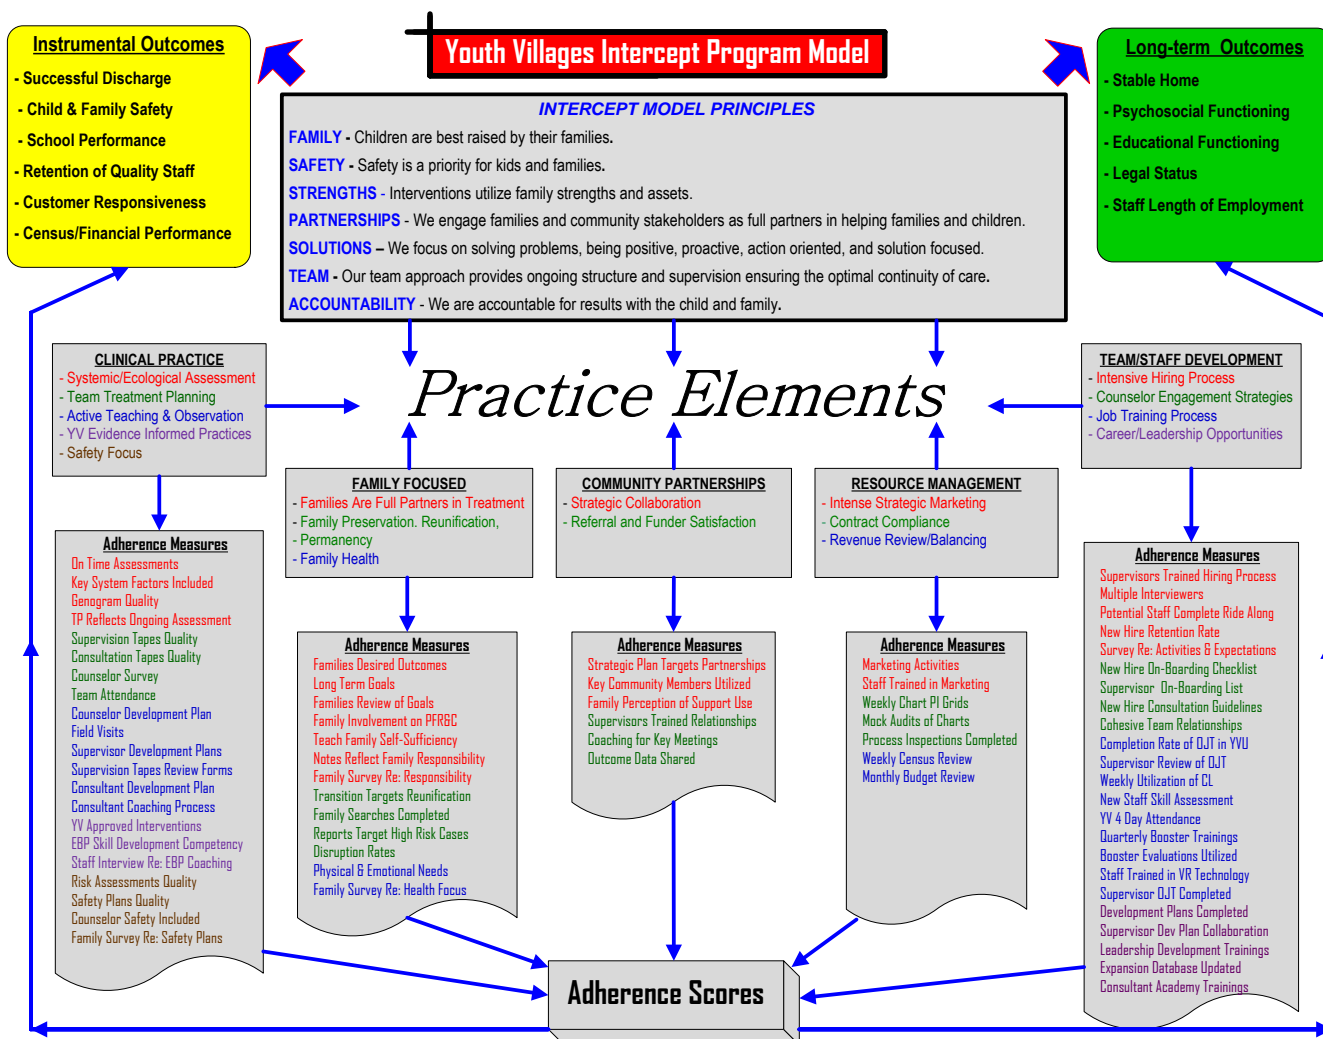 Youth Villages Intercept Program Model
Instrumental Outcomes
- Successful Discharge
- Child & Family Safety
- School Performance
- Retention of Quality Staff
- Customer Responsiveness
- Census/Financial Performance
INTERCEPT MODEL PRINCIPLES
FAMILY - Children are best raised by their families.
SAFETY - Safety is a priority for kids and families.
STRENGTHS - Interventions utilize family strengths and assets.
PARTNERSHIPS - We engage families and community stakeholders as full partners in helping families and children.
SOLUTIONS – We focus on solving problems, being positive, proactive, action oriented, and solution focused.
TEAM - Our team approach provides ongoing structure and supervision ensuring the optimal continuity of care.
ACCOUNTABILITY - We are accountable for results with the child and family.
Long-term Outcomes
- Stable Home
- Psychosocial Functioning
- Educational Functioning
- Legal Status
- Staff Length of Employment
Practice Elements
CLINICAL PRACTICE
- Systemic/Ecological Assessment
- Team Treatment Planning
- Active Teaching & Observation
- YV Evidence Informed Practices
- Safety Focus
FAMILY FOCUSED
- Families Are Full Partners in Treatment
- Family Preservation. Reunification,
- Permanency
- Family Health
COMMUNITY PARTNERSHIPS
- Strategic Collaboration
- Referral and Funder Satisfaction
RESOURCE MANAGEMENT
- Intense Strategic Marketing
- Contract Compliance
- Revenue Review/Balancing
TEAM/STAFF DEVELOPMENT
- Intensive Hiring Process
- Counselor Engagement Strategies
- Job Training Process
- Career/Leadership Opportunities
Adherence Measures
On Time Assessments
Key System Factors Included
Genogram Quality
TP Reflects Ongoing Assessment
Supervision Tapes Quality
Consultation Tapes Quality
Counselor Survey
Team Attendance
Counselor Development Plan
Field Visits
Supervisor Development Plans
Supervision Tapes Review Forms
Consultant Development Plan
Consultant Coaching Process
YV Approved Interventions
EBP Skill Development Competency
Staff Interview Re: EBP Coaching
Risk Assessments Quality
Safety Plans Quality
Counselor Safety Included
Family Survey Re: Safety Plans
Adherence Measures
Families Desired Outcomes
Long Term Goals
Families Review of Goals
Family Involvement on PFR&C
Teach Family Self-Sufficiency
Notes Reflect Family Responsibility
Family Survey Re: Responsibility
Transition Targets Reunification
Family Searches Completed
Reports Target High Risk Cases
Disruption Rates
Physical & Emotional Needs
Family Survey Re: Health Focus
Adherence Measures
Strategic Plan Targets Partnerships
Key Community Members Utilized
Family Perception of Support Use
Supervisors Trained Relationships
Coaching for Key Meetings
Outcome Data Shared
Adherence Measures
Marketing Activities
Staff Trained in Marketing
Weekly Chart PI Grids
Mock Audits of Charts
Process Inspections Completed
Weekly Census Review
Monthly Budget Review
Adherence Measures
Supervisors Trained Hiring Process
Multiple Interviewers
Potential Staff Complete Ride Along
New Hire Retention Rate
Survey Re: Activities & Expectations
New Hire On-Boarding Checklist
Supervisor On-Boarding List
New Hire Consultation Guidelines
Cohesive Team Relationships
Completion Rate of OJT in YVU
Supervisor Review of OJT
Weekly Utilization of CL
New Staff Skill Assessment
YV 4 Day Attendance
Quarterly Booster Trainings
Booster Evaluations Utilized
Staff Trained in VR Technology
Supervisor OJT Completed
Development Plans Completed
Supervisor Dev Plan Collaboration
Leadership Development Trainings
Expansion Database Updated
Consultant Academy Trainings
Adherence Scores